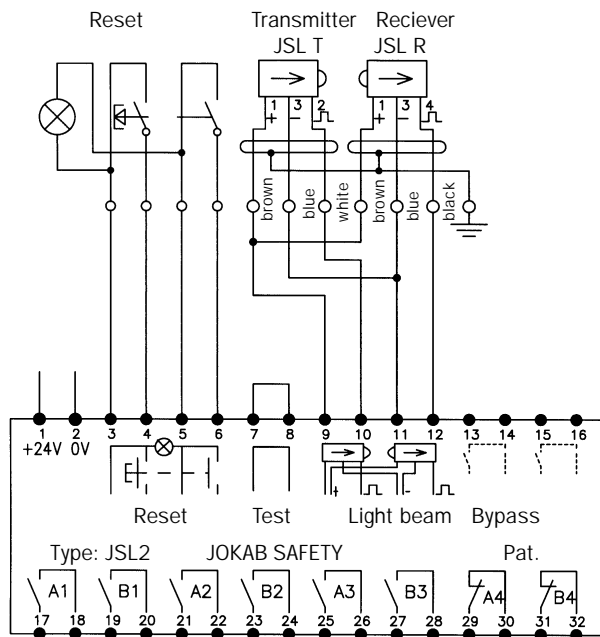 Reset Transmitter Reciever
JSL T JSL R
1 3 2 1 3 4
+ − + −
brown blue white brown blue black
1 2 3 4 5 6 7 8 9 10 11 12 13 14 15 16
+24V 0V
+ -
Reset Test Light beam Bypass
Type: JSL2 JOKAB SAFETY Pat.
A1 B1 A2 B2 A3 B3 A4 B4
17 18 19 20 21 22 23 24 25 26 27 28 29 30 31 32